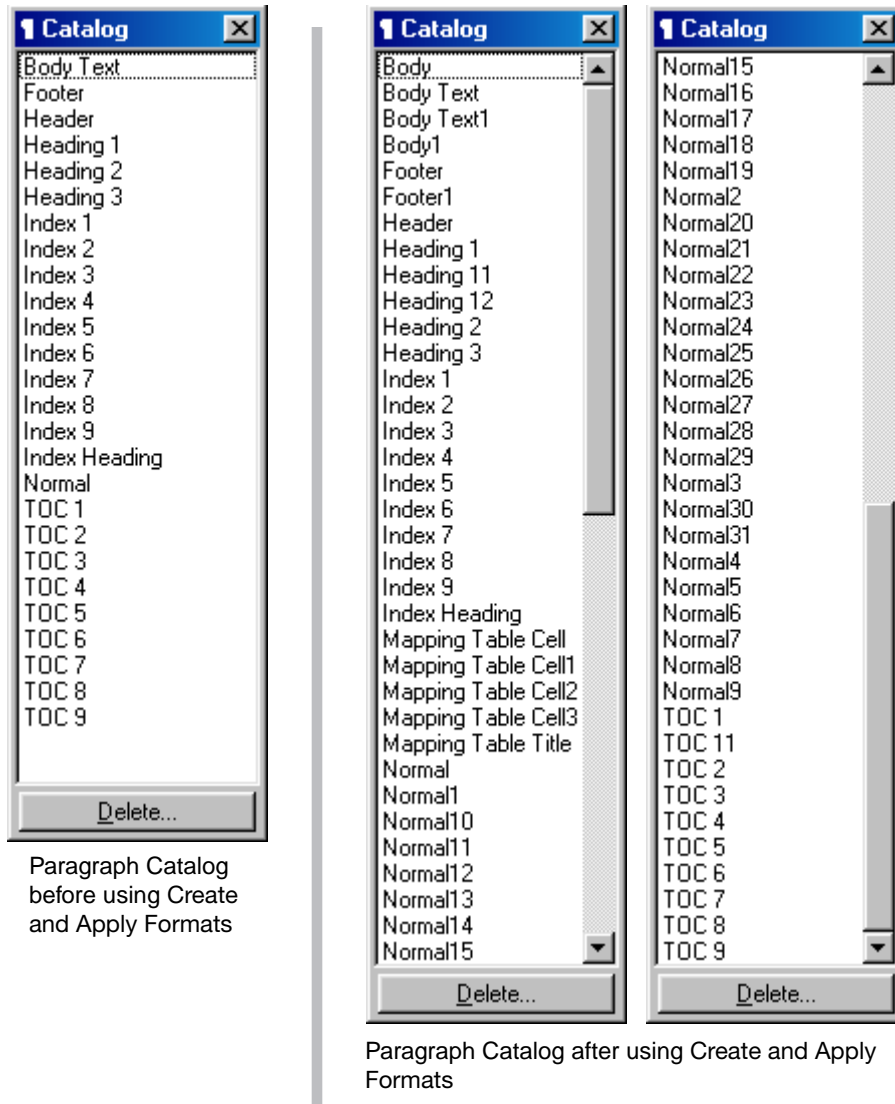 ¶ Catalog
Body Text
Footer
Header
Heading 1
Heading 2
Heading 3
Index 1
Index 2
Index 3
Index 4
Index 5
Index 6
Index 7
Index 8
Index 9
Index Heading
Normal
TOC 1
TOC 2
TOC 3
TOC 4
TOC 5
TOC 6
TOC 7
TOC 8
TOC 9
Delete...
Paragraph Catalog
before using Create
and Apply Formats
¶ Catalog
Body
Body Text
Body Text1
Body1
Footer
Footer1
Header
Heading 1
Heading 11
Heading 12
Heading 2
Heading 3
Index 1
Index 2
Index 3
Index 4
Index 5
Index 6
Index 7
Index 8
Index 9
Index Heading
Mapping Table Cell
Mapping Table Cell1
Mapping Table Cell2
Mapping Table Cell3
Mapping Table Title
Normal
Normal1
Normal10
Normal11
Normal12
Normal13
Normal14
Normal15
Delete...
¶ Catalog
Normal15
Normal16
Normal17
Normal18
Normal19
Normal2
Normal20
Normal21
Normal22
Normal23
Normal24
Normal25
Normal26
Normal27
Normal28
Normal29
Normal3
Normal30
Normal31
Normal4
Normal5
Normal6
Normal7
Normal8
Normal9
TOC 1
TOC 11
TOC 2
TOC 3
TOC 4
TOC 5
TOC 6
TOC 7
TOC 8
TOC 9
Delete...
Paragraph Catalog after using Create and Apply
Formats